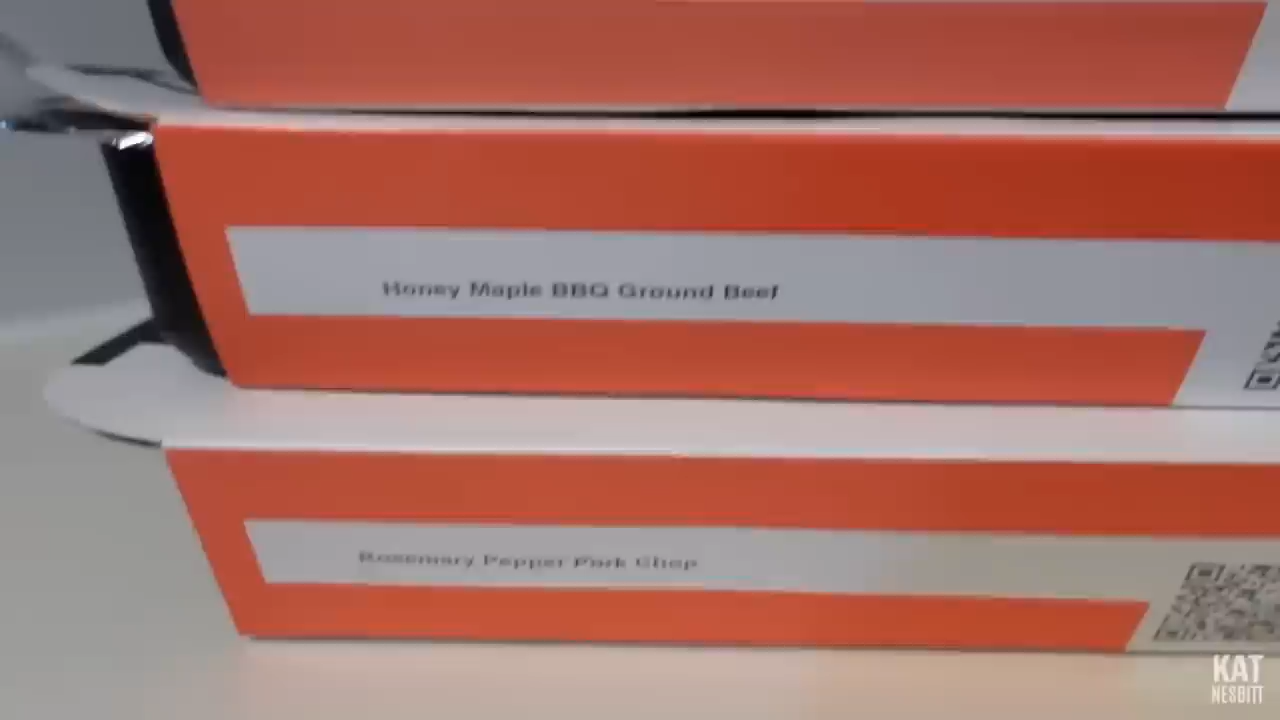 Honey Maple BBQ Ground Beef
Rosemary Pepper Pork Chop
KAT
NESBITT